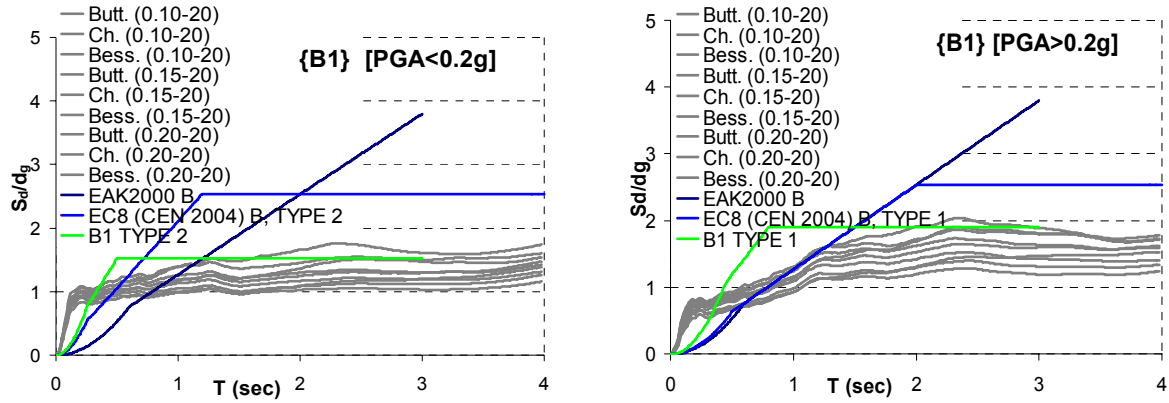 Butt. (0.10-20)
Ch. (0.10-20)
Bess. (0.10-20)
Butt. (0.15-20)
Ch. (0.15-20)
Bess. (0.15-20)
Butt. (0.20-20)
Ch. (0.20-20)
Bess. (0.20-20)
EAK2000 B
EC8 (CEN 2004) B, TYPE 2
B1 TYPE 2
{B1} [PGA<0.2g]
5
4
3
2
1
0
Sd/dg
0 1 2 3 4
T (sec)
Butt. (0.10-20)
Ch. (0.10-20)
Bess. (0.10-20)
Butt. (0.15-20)
Ch. (0.15-20)
Bess. (0.15-20)
Butt. (0.20-20)
Ch. (0.20-20)
Bess. (0.20-20)
EAK2000 B
EC8 (CEN 2004) B, TYPE 1
B1 TYPE 1
{B1} [PGA>0.2g]
5
4
3
2
1
0
Sd/dg
0 1 2 3 4
T (sec)